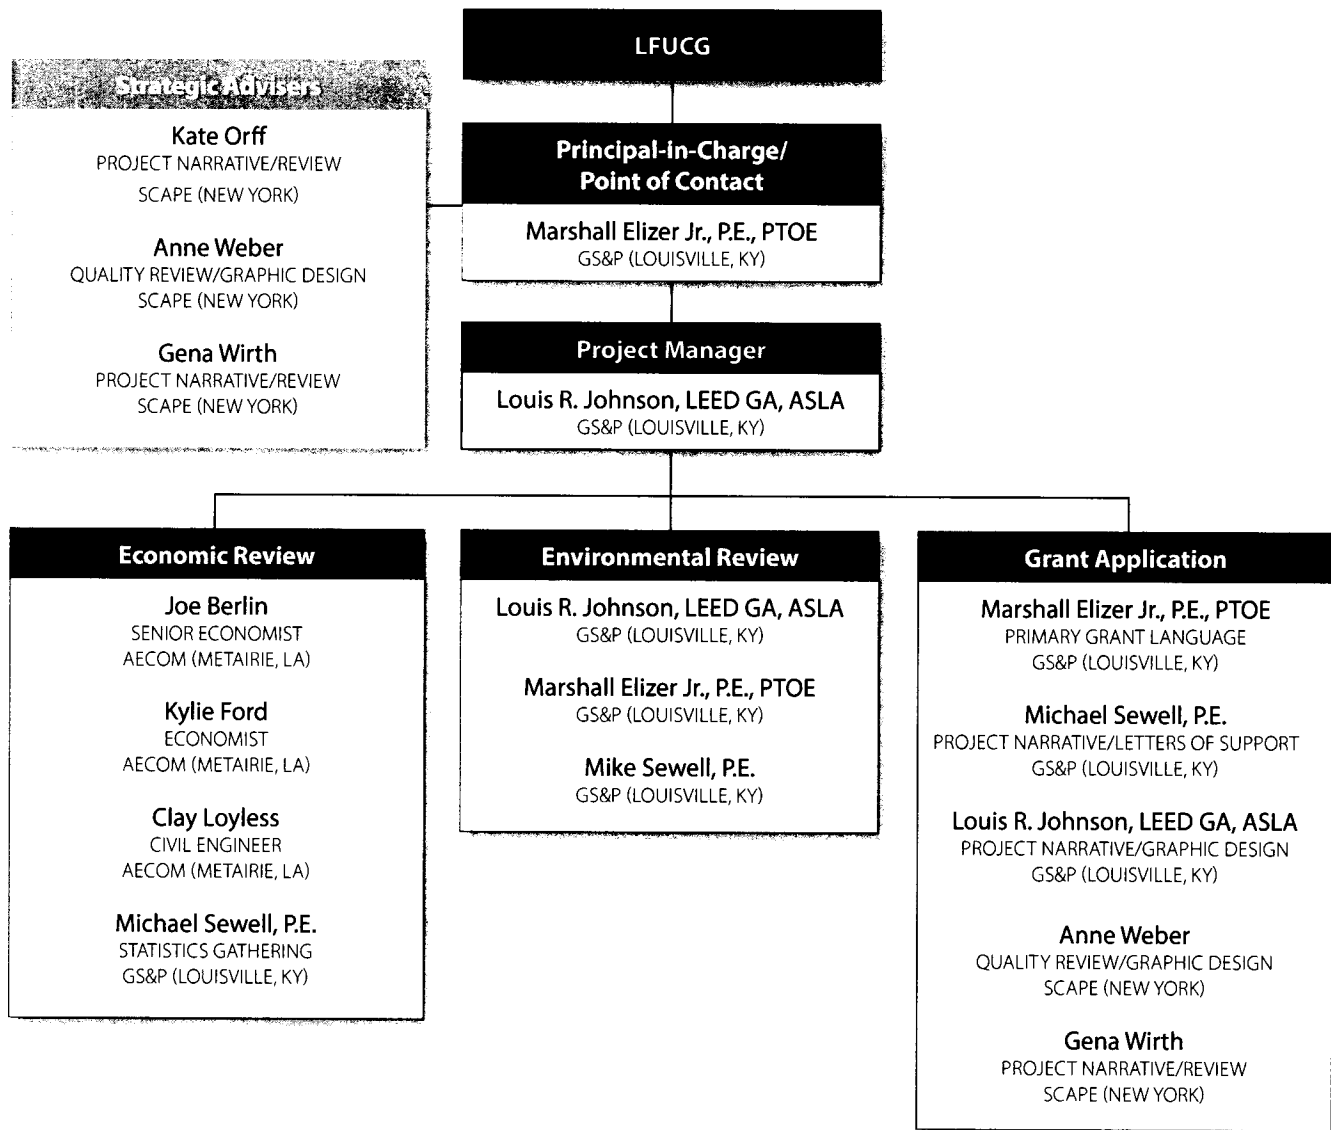 LFUCG
Strategic Advisers
Kate Orff
PROJECT NARRATIVE/REVIEW
SCAPE (NEW YORK)
Anne Weber
QUALITY REVIEW/GRAPHIC DESIGN
SCAPE (NEW YORK)
Gena Wirth
PROJECT NARRATIVE/REVIEW
SCAPE (NEW YORK)
Principal-in-Charge/
Point of Contact
Marshall Elizer Jr., P.E., PTOE
GS&P (LOUISVILLE, KY)
Project Manager
Louis R. Johnson, LEED GA, ASLA
GS&P (LOUISVILLE, KY)
Economic Review
Joe Berlin
SENIOR ECONOMIST
AECOM (METAIRIE, LA)
Kylie Ford
ECONOMIST
AECOM (METAIRIE, LA)
Clay Loyless
CIVIL ENGINEER
AECOM (METAIRIE, LA)
Michael Sewell, P.E.
STATISTICS GATHERING
GS&P (LOUISVILLE, KY)
Environmental Review
Louis R. Johnson, LEED GA, ASLA
GS&P (LOUISVILLE, KY)
Marshall Elizer Jr., P.E., PTOE
GS&P (LOUISVILLE, KY)
Mike Sewell, P.E.
GS&P (LOUISVILLE, KY)
Grant Application
Marshall Elizer Jr., P.E., PTOE
PRIMARY GRANT LANGUAGE
GS&P (LOUISVILLE, KY)
Michael Sewell, P.E.
PROJECT NARRATIVE/LETTERS OF SUPPORT
GS&P (LOUISVILLE, KY)
Louis R. Johnson, LEED GA, ASLA
PROJECT NARRATIVE/GRAPHIC DESIGN
GS&P (LOUISVILLE, KY)
Anne Weber
QUALITY REVIEW/GRAPHIC DESIGN
SCAPE (NEW YORK)
Gena Wirth
PROJECT NARRATIVE/REVIEW
SCAPE (NEW YORK)